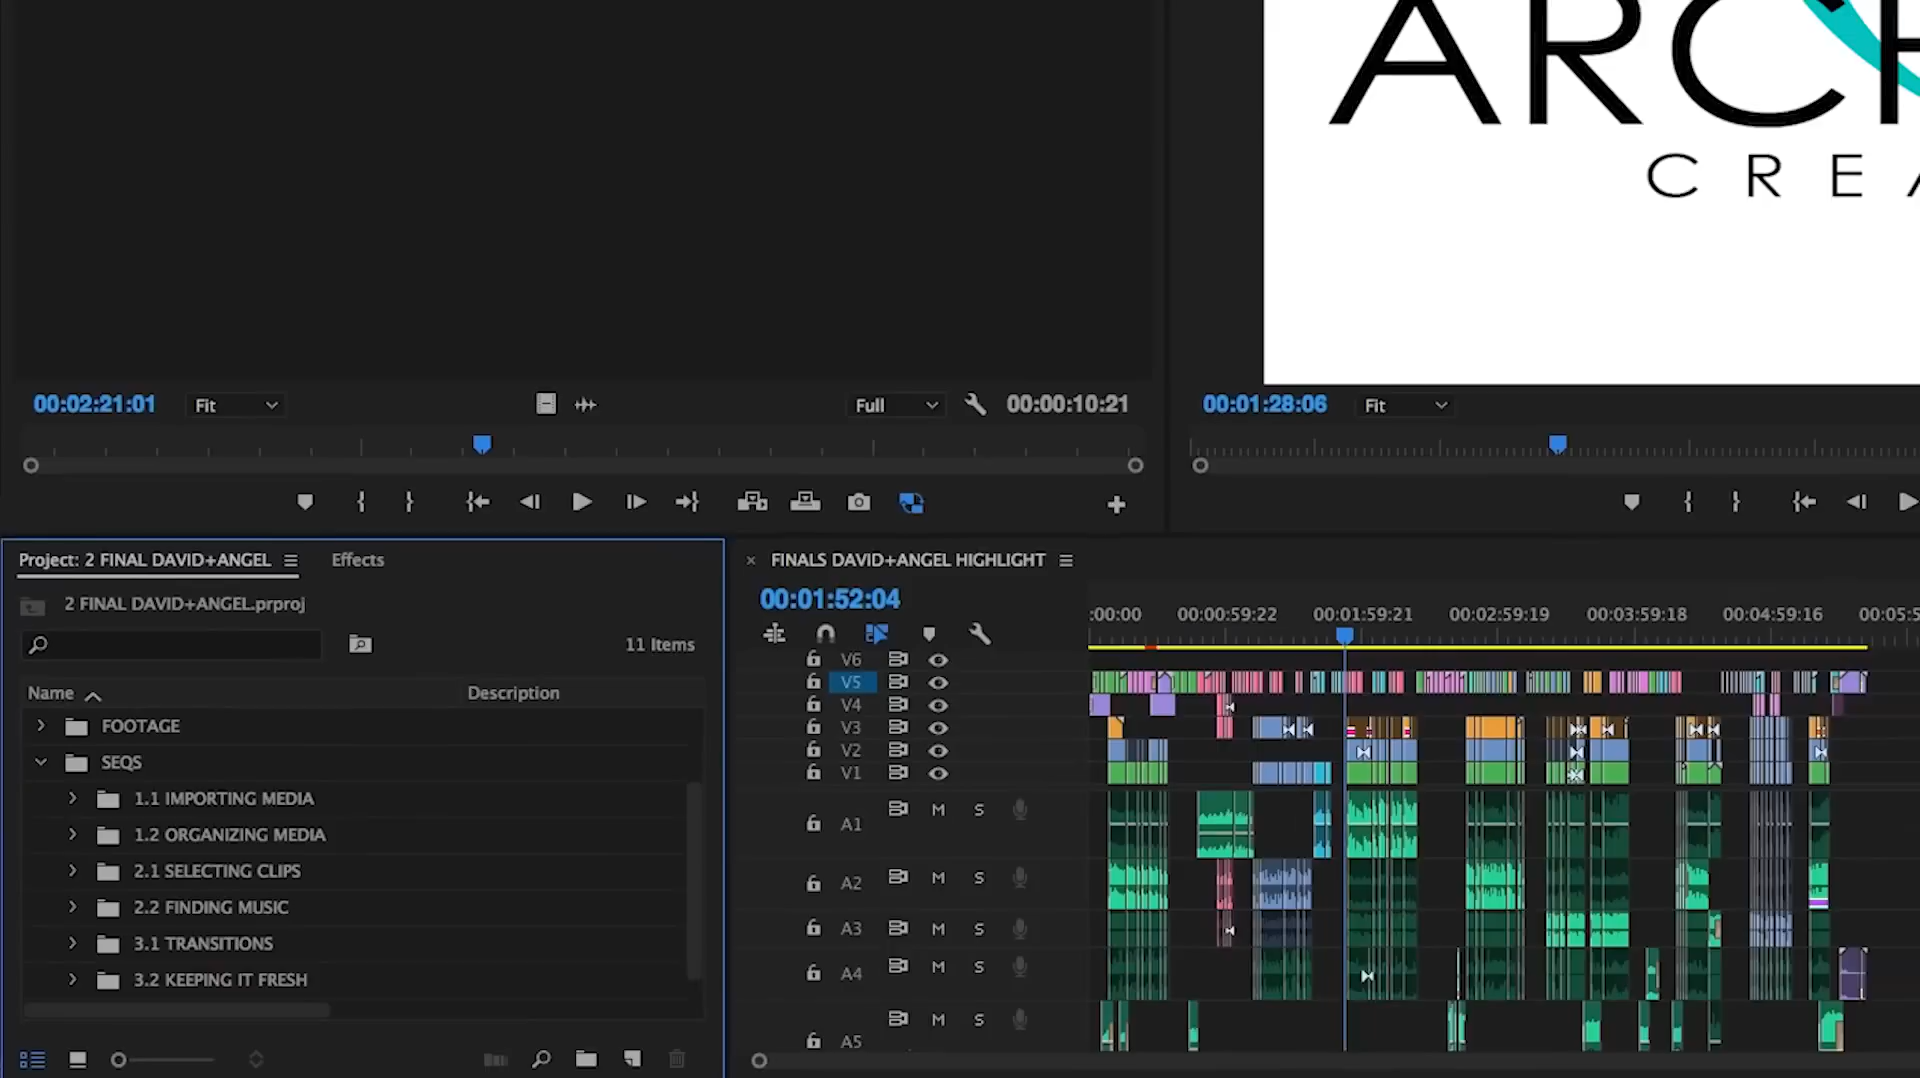 ARC
CREA
00:02:21:01 Fit Full 00:00:10:21
00:01:28:06 Fit
Project: 2 FINAL DAVID+ANGEL Effects
2 FINAL DAVID+ANGEL.prproj
11 Items
Name Description
FOOTAGE
SEQS
1.1 IMPORTING MEDIA
1.2 ORGANIZING MEDIA
2.1 SELECTING CLIPS
2.2 FINDING MUSIC
3.1 TRANSITIONS
3.2 KEEPING IT FRESH
× FINALS DAVID+ANGEL HIGHLIGHT
00:01:52:04
:00:00 00:00:59:22 00:01:59:21 00:02:59:19 00:03:59:18 00:04:59:16 00:05:5
V6
V5
V4
V3
V2
V1
A1 M S
A2 M S
A3 M S
A4 M S
A5 M S